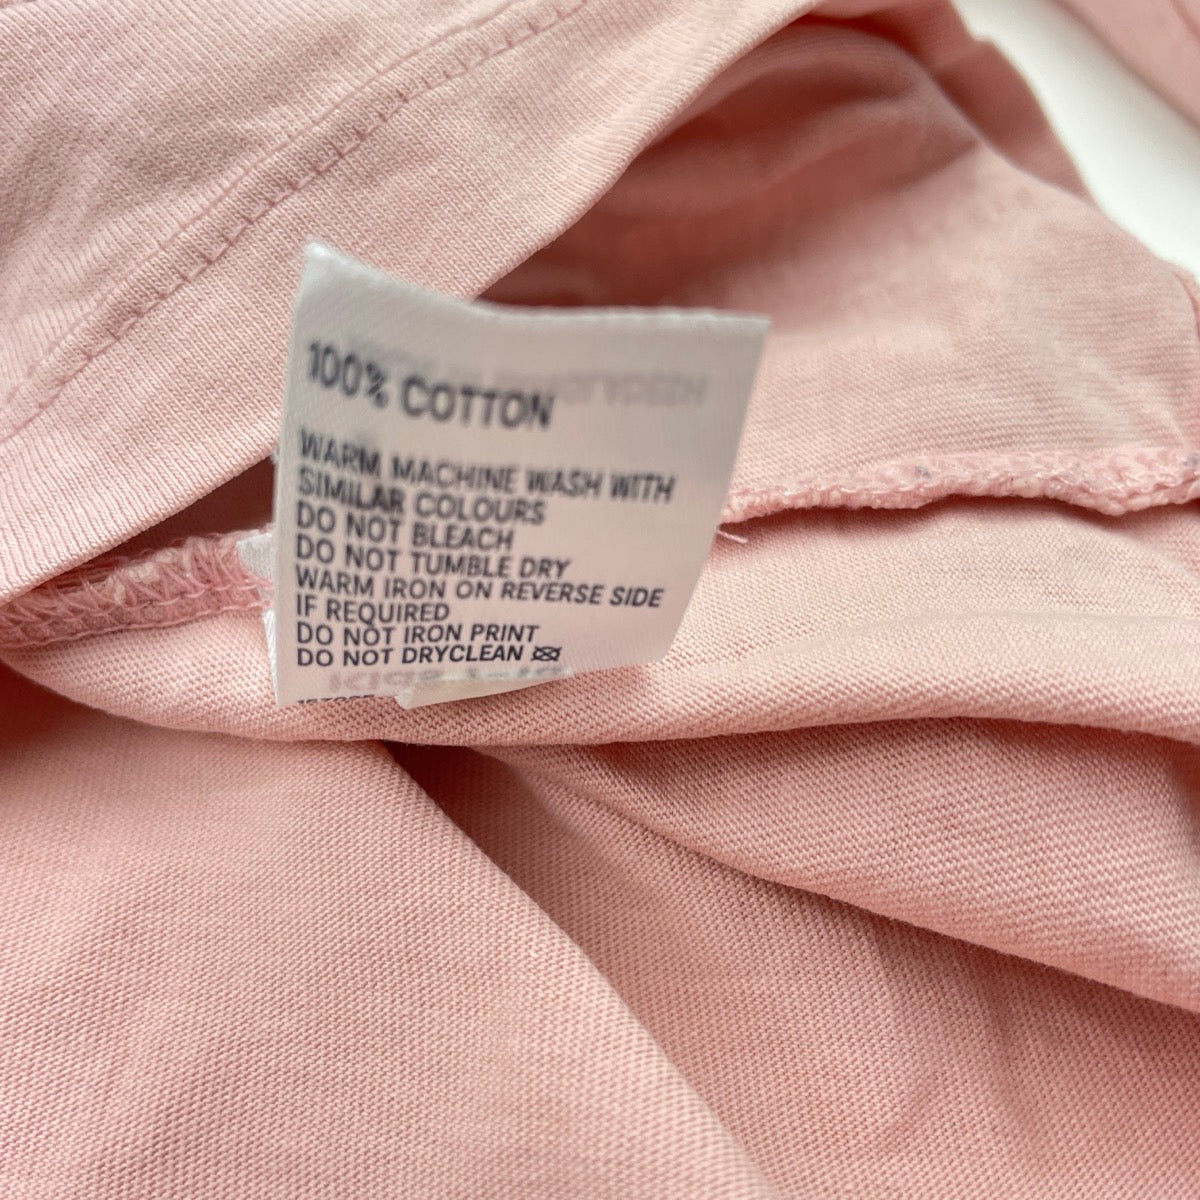 100% COTTON
WARM MACHINE WASH WITH
SIMILAR COLOURS
DO NOT BLEACH
DO NOT TUMBLE DRY
WARM IRON ON REVERSE SIDE
IF REQUIRED
DO NOT IRON PRINT
DO NOT DRYCLEAN